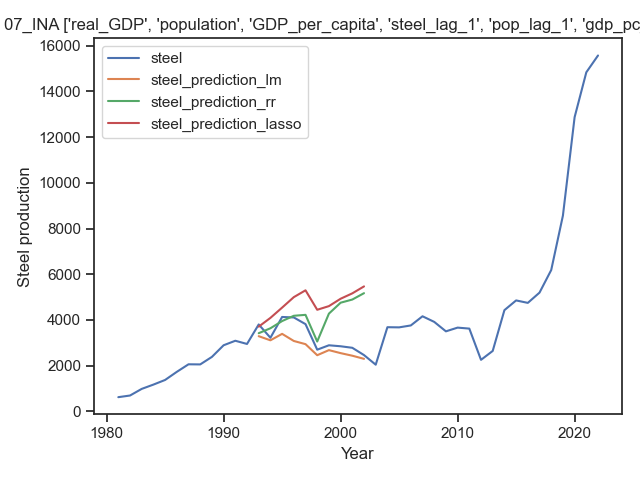 07_INA ['real_GDP', 'population', 'GDP_per_capita', 'steel_lag_1', 'pop_lag_1', 'gdp_pc
16000
14000
12000
10000
8000
6000
4000
2000
0
Steel production
steel
steel_prediction_lm
steel_prediction_rr
steel_prediction_lasso
1980 1990 2000 2010 2020
Year